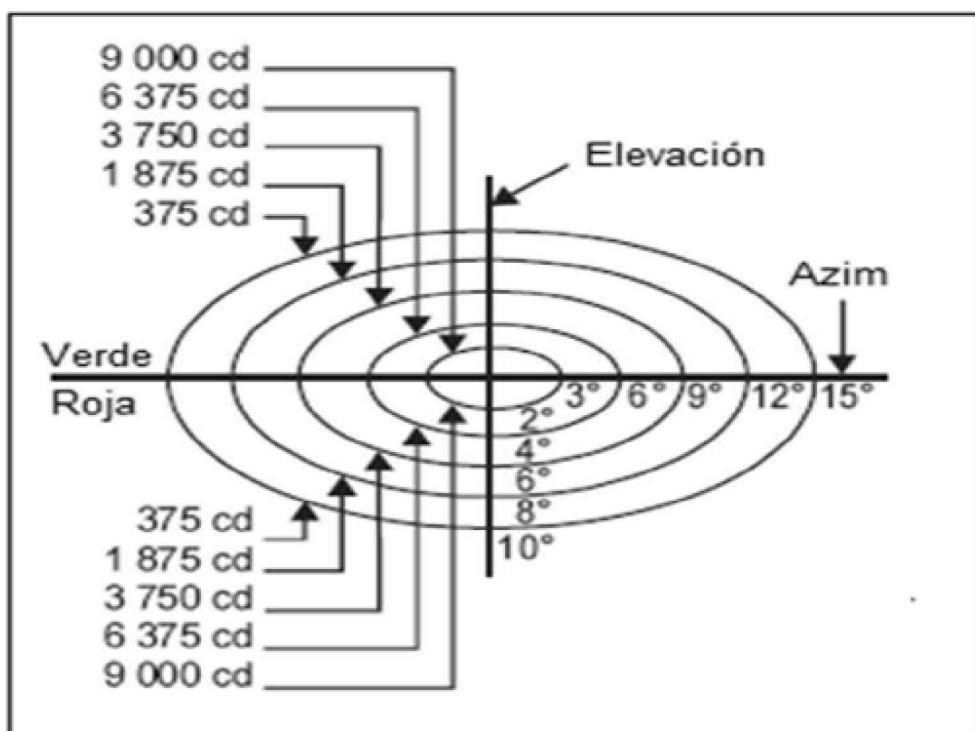 9 000 cd
6 375 cd
3 750 cd
1 875 cd
375 cd
Elevación
Azim
Verde
Roja
3° 6° 9° 12° 15°
2°
4°
6°
8°
10°
375 cd
1 875 cd
3 750 cd
6 375 cd
9 000 cd